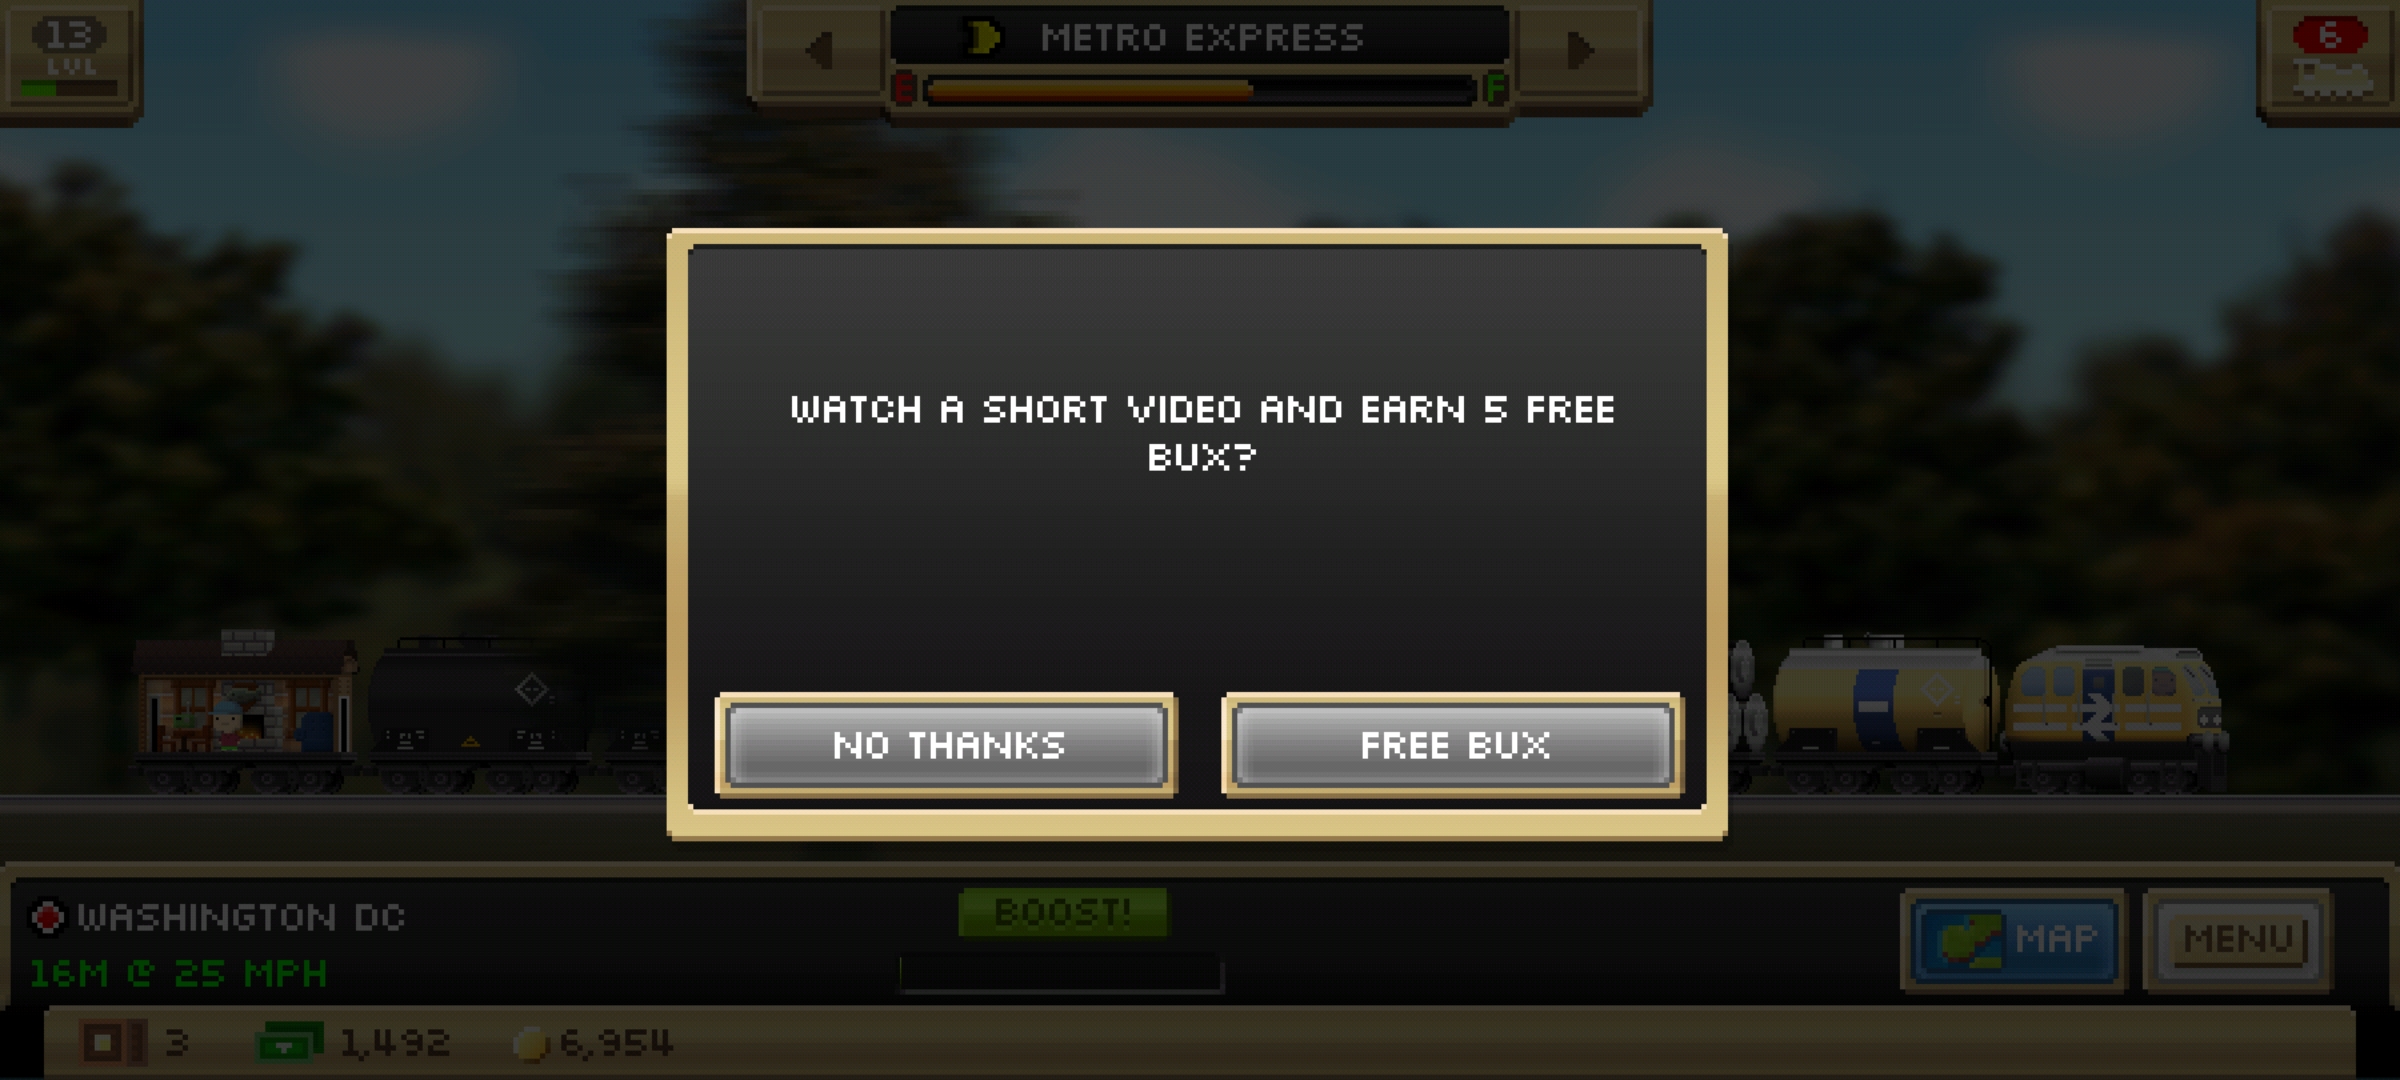 13
LVL
METRO EXPRESS
E F
6
WATCH A SHORT VIDEO AND EARN 5 FREE
BUX?
NO THANKS
FREE BUX
WASHINGTON DC
16M @ 25 MPH
BOOST!
MAP
MENU
3 1,492 6,954